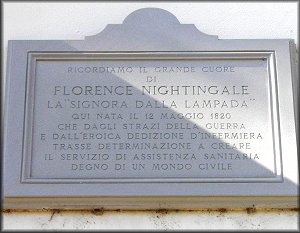 RICORDIAMO IL GRANDE CUORE
DI
FLORENCE NIGHTINGALE
LA "SIGNORA DALLA LAMPADA"
QUI NATA IL 12 MAGGIO 1820
CHE DAGLI STRAZI DELLA GUERRA
E DALL'EROICA DEDIZIONE D'INFERMIERA
TRASSE DETERMINAZIONE A CREARE
IL SERVIZIO DI ASSISTENZA SANITARIA
DEGNO DI UN MONDO CIVILE